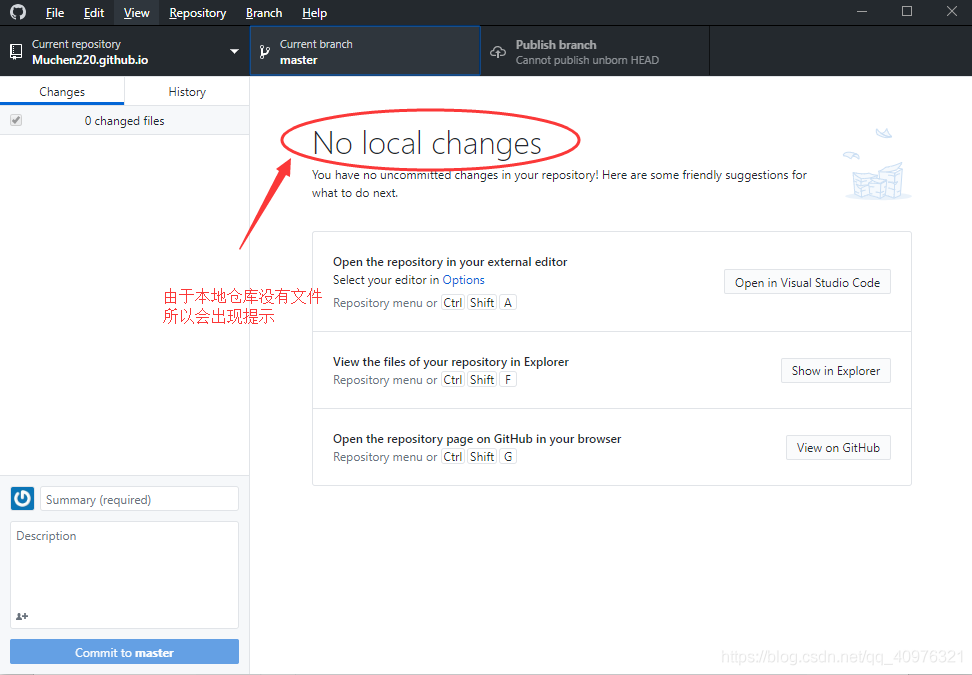 File Edit View Repository Branch Help
Current repository
Muchen220.github.io
Current branch
master
Publish branch
Cannot publish unborn HEAD
Changes
History
0 changed files
No local changes
You have no uncommitted changes in your repository! Here are some friendly suggestions for
what to do next.
由于本地仓库没有文件
所以会出现提示
Open the repository in your external editor
Select your editor in Options
Repository menu or Ctrl Shift A
Open in Visual Studio Code
View the files of your repository in Explorer
Repository menu or Ctrl Shift F
Show in Explorer
Open the repository page on GitHub in your browser
Repository menu or Ctrl Shift G
View on GitHub
Summary (required)
Description
Commit to master
https://blog.csdn.net/qq_40976321